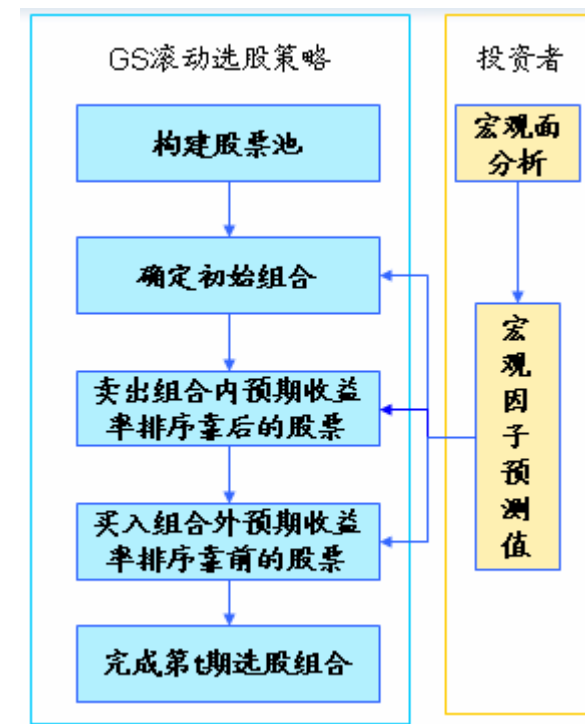 GS滚动选股策略
构建股票池
确定初始组合
卖出组合内预期收益
率排序靠后的股票
买入组合外预期收益
率排序靠前的股票
完成第t期选股组合
投资者
宏观面
分析
宏
观
因
子
预
测
值